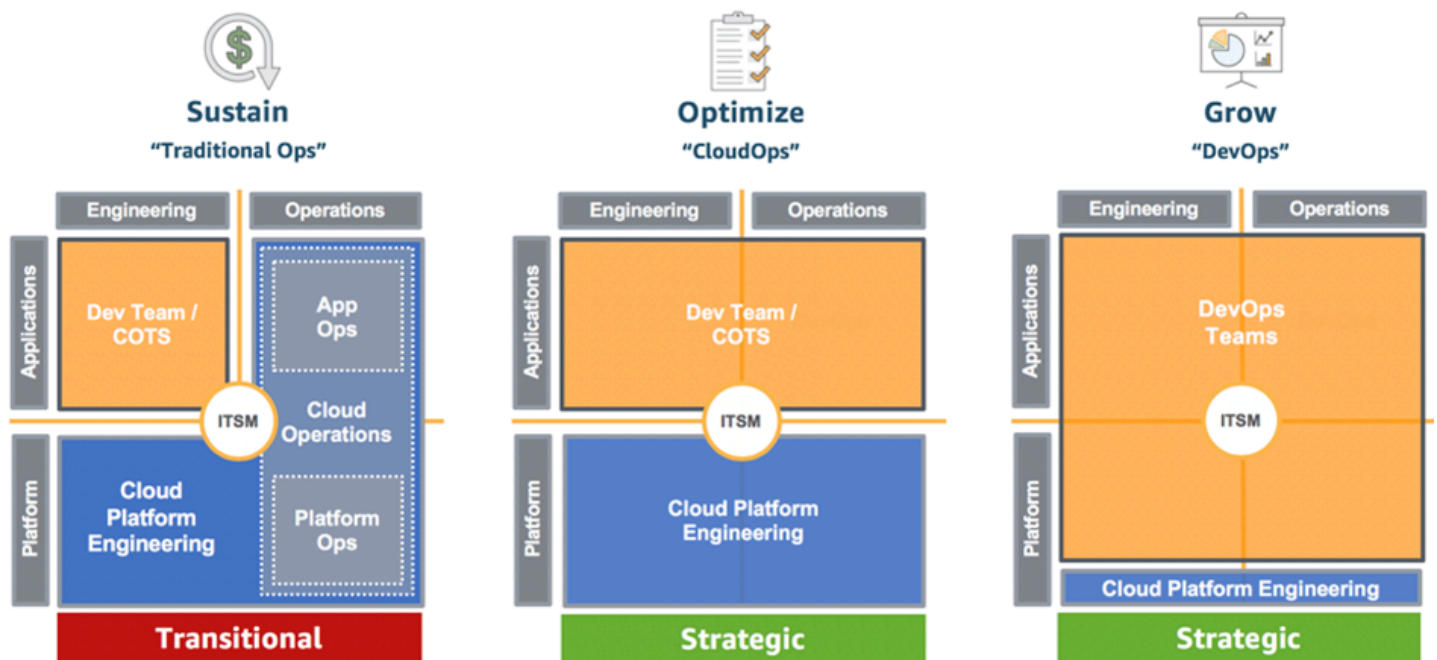 Sustain
"Traditional Ops"
Engineering
Operations
Applications
Dev Team /
COTS
App
Ops
ITSM
Cloud
Operations
Platform
Cloud
Platform
Engineering
Platform
Ops
Transitional
Optimize
"CloudOps"
Engineering
Operations
Applications
Dev Team /
COTS
ITSM
Platform
Cloud Platform
Engineering
Strategic
Grow
"DevOps"
Engineering
Operations
Applications
DevOps
Teams
ITSM
Platform
Cloud Platform Engineering
Strategic
$